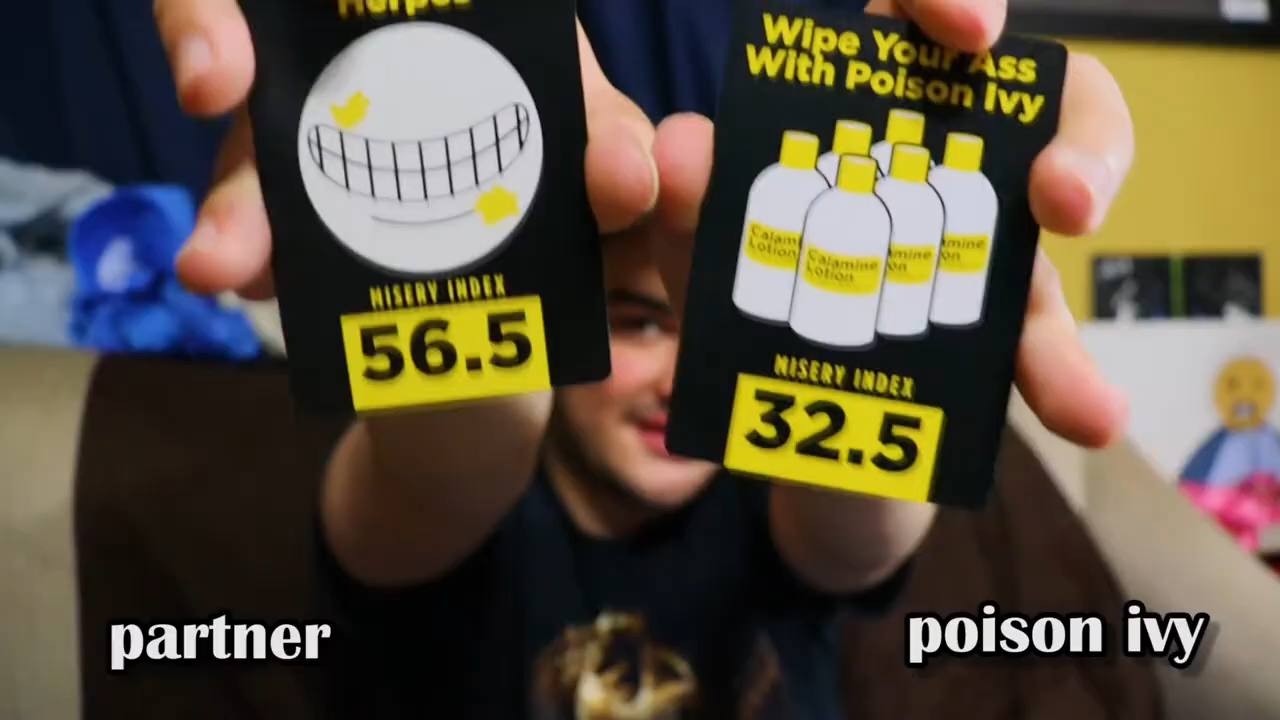 Herpes
MISERY INDEX
56.5
Wipe Your Ass
With Poison Ivy
Calamine
Lotion
MISERY INDEX
32.5
partner
poison ivy